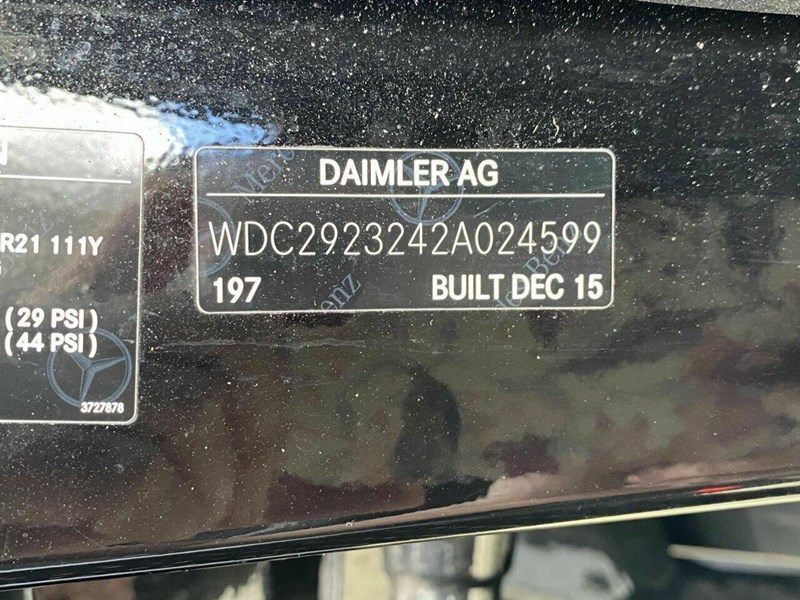 N
R21 111Y
(29 PSI)
(44 PSI)
3727878
DAIMLER AG
WDC2923242A024599
197 BUILT DEC 15